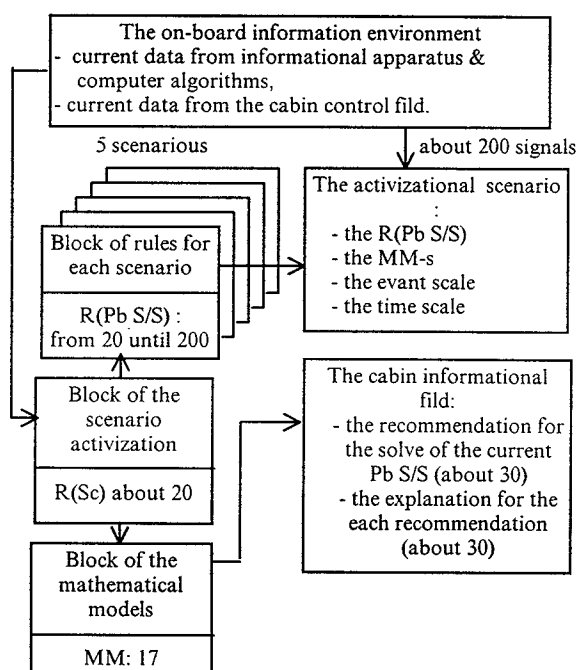 The on-board information environment
- current data from informational apparatus &
computer algorithms,
- current data from the cabin control fild.
5 scenarious
about 200 signals
The activizational scenario
:
- the R(Pb S/S)
- the MM-s
- the evant scale
- the time scale
Block of rules for
each scenario
R(Pb S/S) :
from 20 until 200
Block of the
scenario
activization
R(Sc) about 20
The cabin informational
fild:
- the recommendation for
the solve of the current
Pb S/S (about 30)
- the explanation for the
each recommendation
(about 30)
Block of the
mathematical
models
MM: 17